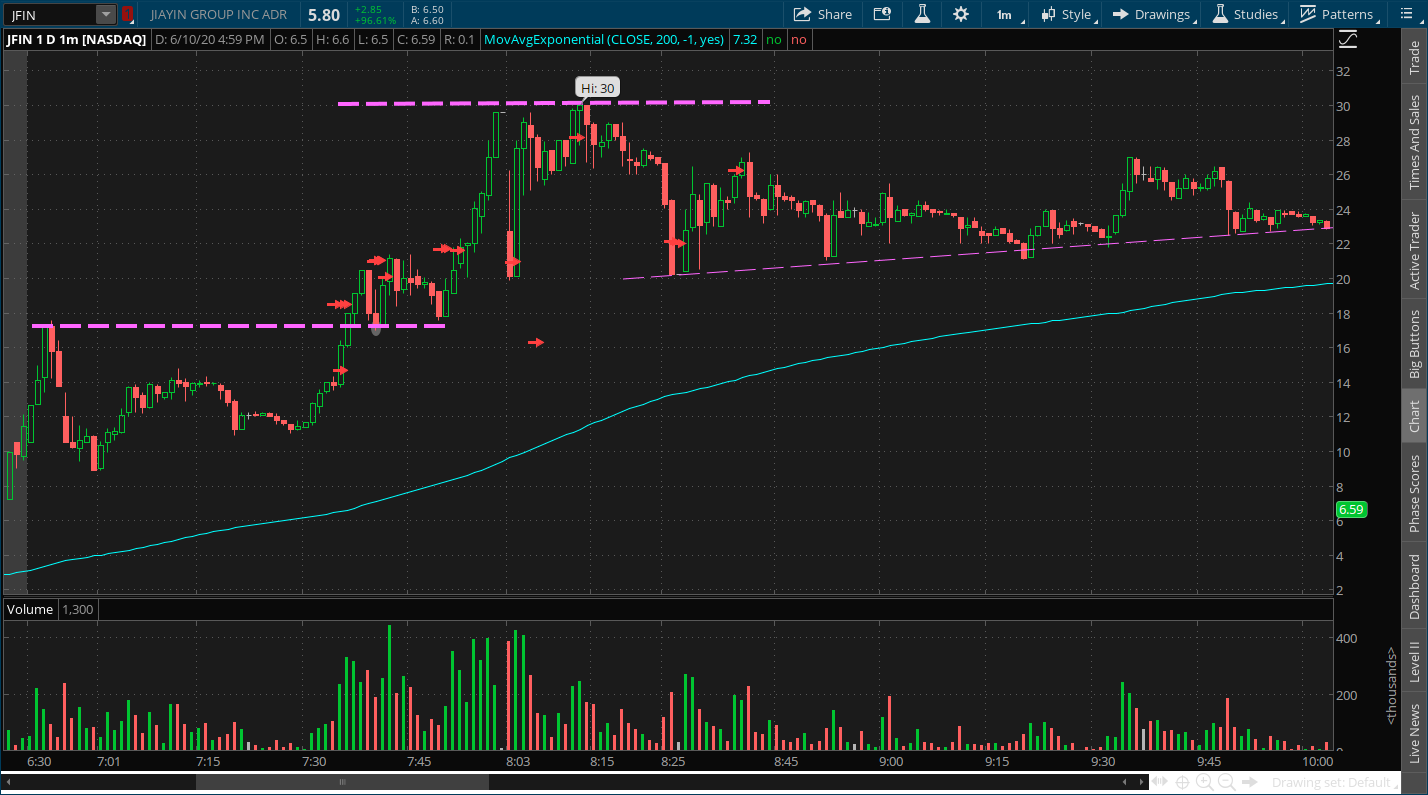 JFIN 1 JIAYIN GROUP INC ADR 5.80 +2.85 +96.61% B: 6.50 A: 6.60 Share 1m Style Drawings Studies Patterns
JFIN 1 D 1m [NASDAQ] D: 6/10/20 4:59 PM O: 6.5 H: 6.6 L: 6.5 C: 6.59 R: 0.1 MovAvgExponential (CLOSE, 200, -1, yes) 7.32 no no
Hi: 30
32
30
28
26
24
22
20
18
16
14
12
10
8
6.59
6
4
2
Volume 1,300
400
200
0
<thousands>
6:30 7:01 7:15 7:30 7:45 8:03 8:15 8:25 8:45 9:00 9:15 9:30 9:45 10:00
Drawing set: Default
Trade
Times And Sales
Active Trader
Big Buttons
Chart
Phase Scores
Dashboard
Level II
Live News